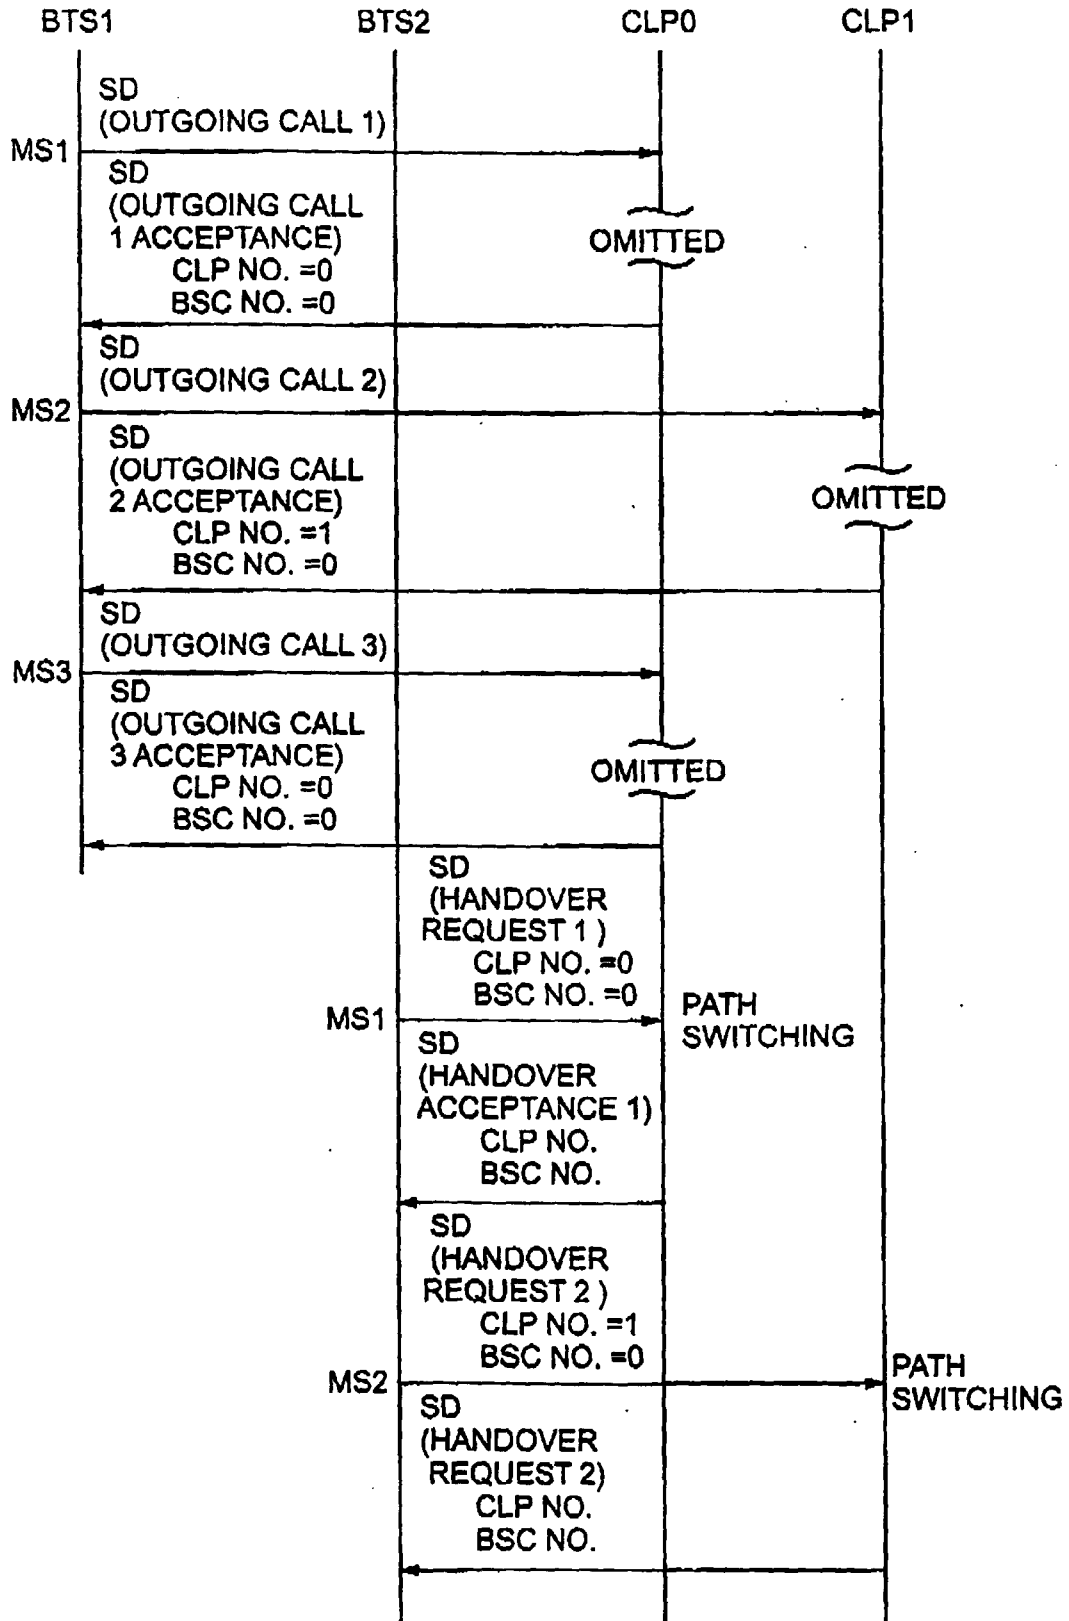 BTS1 BTS2 CLP0 CLP1
SD
(OUTGOING CALL 1)
MS1
SD
(OUTGOING CALL
1 ACCEPTANCE)
CLP NO. =0
BSC NO. =0
OMITTED
SD
(OUTGOING CALL 2)
MS2
SD
(OUTGOING CALL
2 ACCEPTANCE)
CLP NO. =1
BSC NO. =0
OMITTED
SD
(OUTGOING CALL 3)
MS3
SD
(OUTGOING CALL
3 ACCEPTANCE)
CLP NO. =0
BSC NO. =0
OMITTED
SD
(HANDOVER
REQUEST 1 )
CLP NO. =0
BSC NO. =0
MS1
PATH
SWITCHING
SD
(HANDOVER
ACCEPTANCE 1)
CLP NO.
BSC NO.
SD
(HANDOVER
REQUEST 2 )
CLP NO. =1
BSC NO. =0
MS2
PATH
SWITCHING
SD
(HANDOVER
REQUEST 2)
CLP NO.
BSC NO.